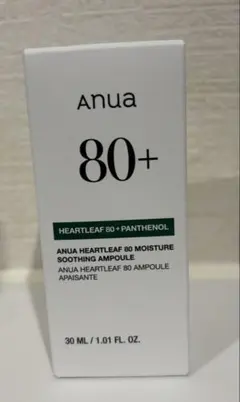 Anua
80+
HEARTLEAF 80 + PANTHENOL
ANUA HEARTLEAF 80 MOISTURE
SOOTHING AMPOULE
ANUA HEARTLEAF 80 AMPOULE
APAISANTE
30 ML / 1.01 FL. OZ.